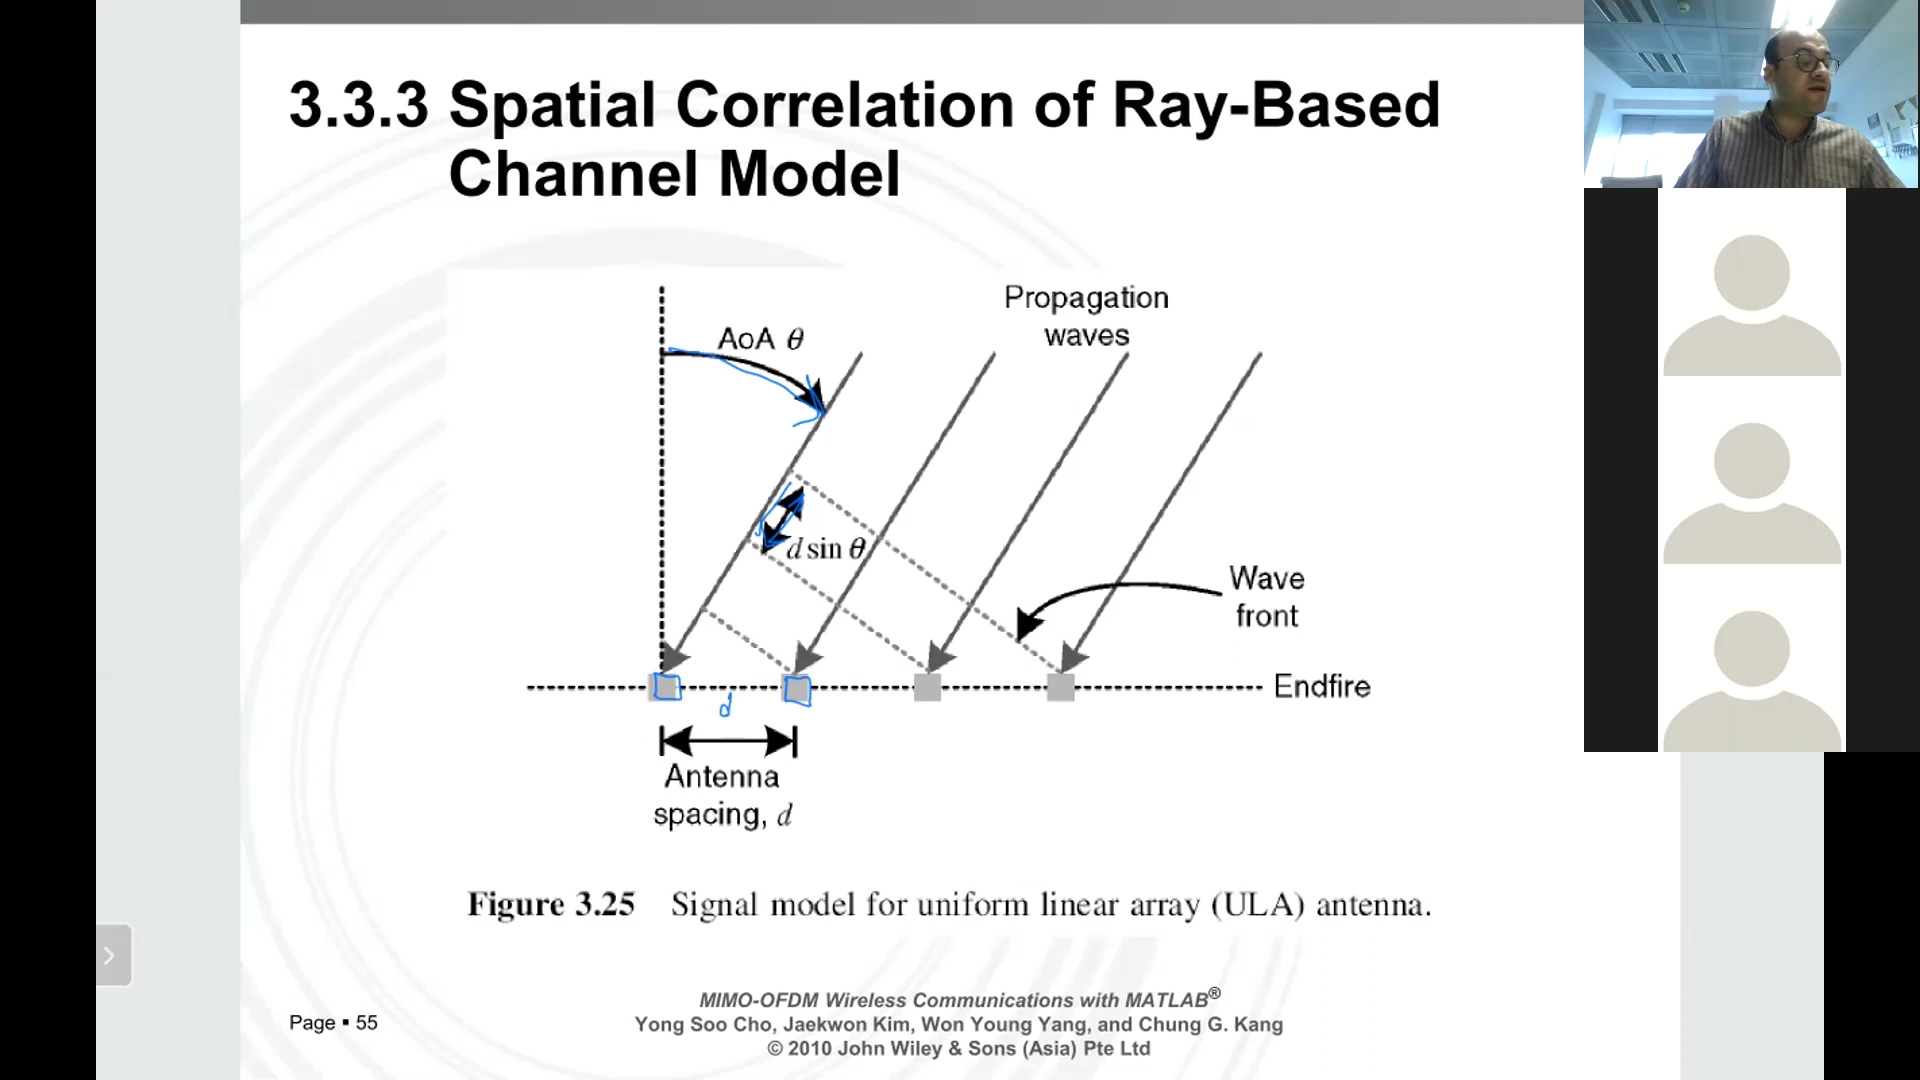 3.3.3 Spatial Correlation of Ray-Based
Channel Model
Propagation
waves
AoA θ
d sin θ
Wave
front
Endfire
d
Antenna
spacing, d
Figure 3.25 Signal model for uniform linear array (ULA) antenna.
MIMO-OFDM Wireless Communications with MATLAB®
Page ▪ 55
Yong Soo Cho, Jaekwon Kim, Won Young Yang, and Chung G. Kang
© 2010 John Wiley & Sons (Asia) Pte Ltd